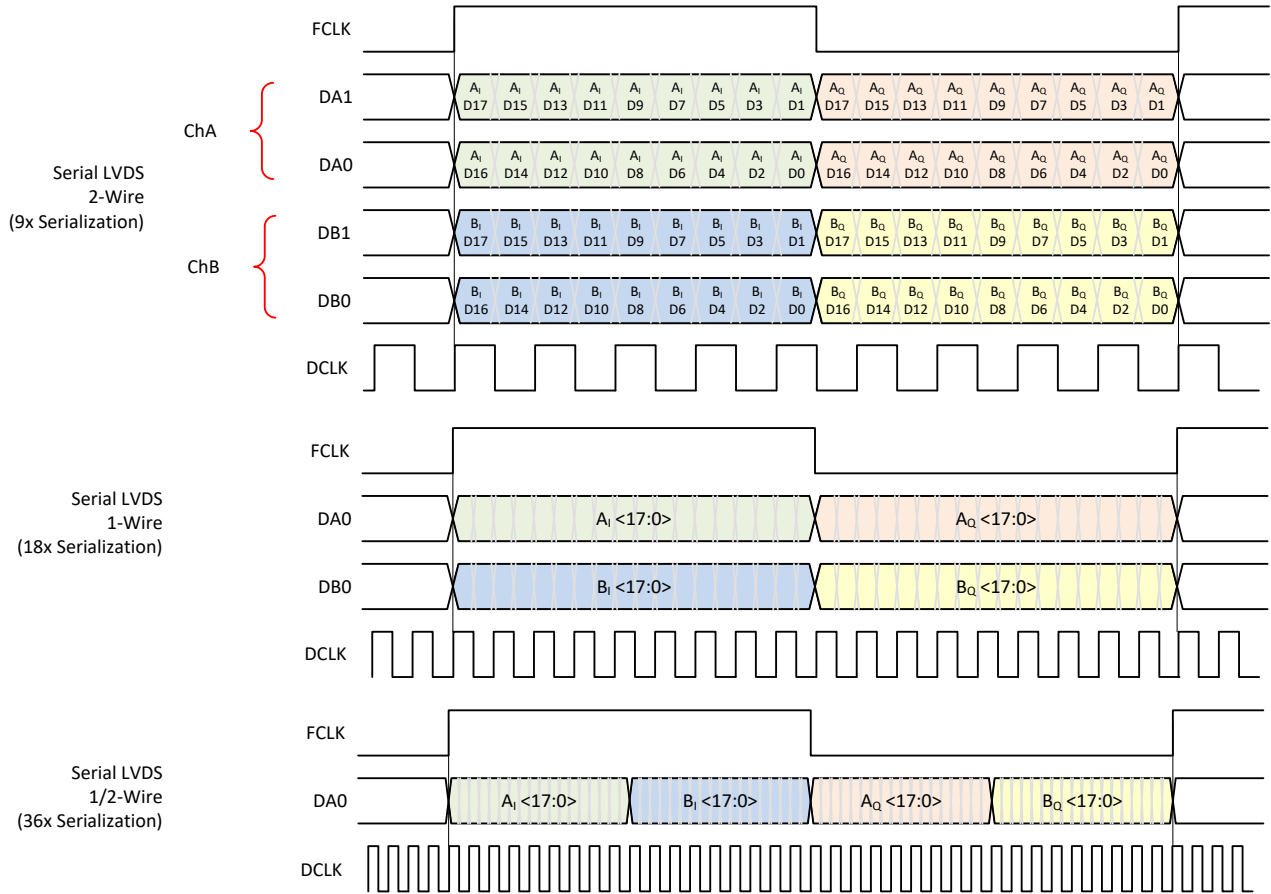 FCLK
DA1
A_I A_I A_I A_I A_I A_I A_I A_I A_I A_Q A_Q A_Q A_Q A_Q A_Q A_Q A_Q A_Q
D17 D15 D13 D11 D9 D7 D5 D3 D1 D17 D15 D13 D11 D9 D7 D5 D3 D1
ChA
DA0
A_I A_I A_I A_I A_I A_I A_I A_I A_I A_Q A_Q A_Q A_Q A_Q A_Q A_Q A_Q A_Q
D16 D14 D12 D10 D8 D6 D4 D2 D0 D16 D14 D12 D10 D8 D6 D4 D2 D0
Serial LVDS
2-Wire
(9x Serialization)
DB1
B_I B_I B_I B_I B_I B_I B_I B_I B_I B_Q B_Q B_Q B_Q B_Q B_Q B_Q B_Q B_Q
D17 D15 D13 D11 D9 D7 D5 D3 D1 D17 D15 D13 D11 D9 D7 D5 D3 D1
ChB
DB0
B_I B_I B_I B_I B_I B_I B_I B_I B_I B_Q B_Q B_Q B_Q B_Q B_Q B_Q B_Q B_Q
D16 D14 D12 D10 D8 D6 D4 D2 D0 D16 D14 D12 D10 D8 D6 D4 D2 D0
DCLK
FCLK
Serial LVDS
1-Wire
(18x Serialization)
DA0 A_I <17:0> A_Q <17:0>
DB0 B_I <17:0> B_Q <17:0>
DCLK
FCLK
Serial LVDS
1/2-Wire
(36x Serialization)
DA0 A_I <17:0> B_I <17:0> A_Q <17:0> B_Q <17:0>
DCLK